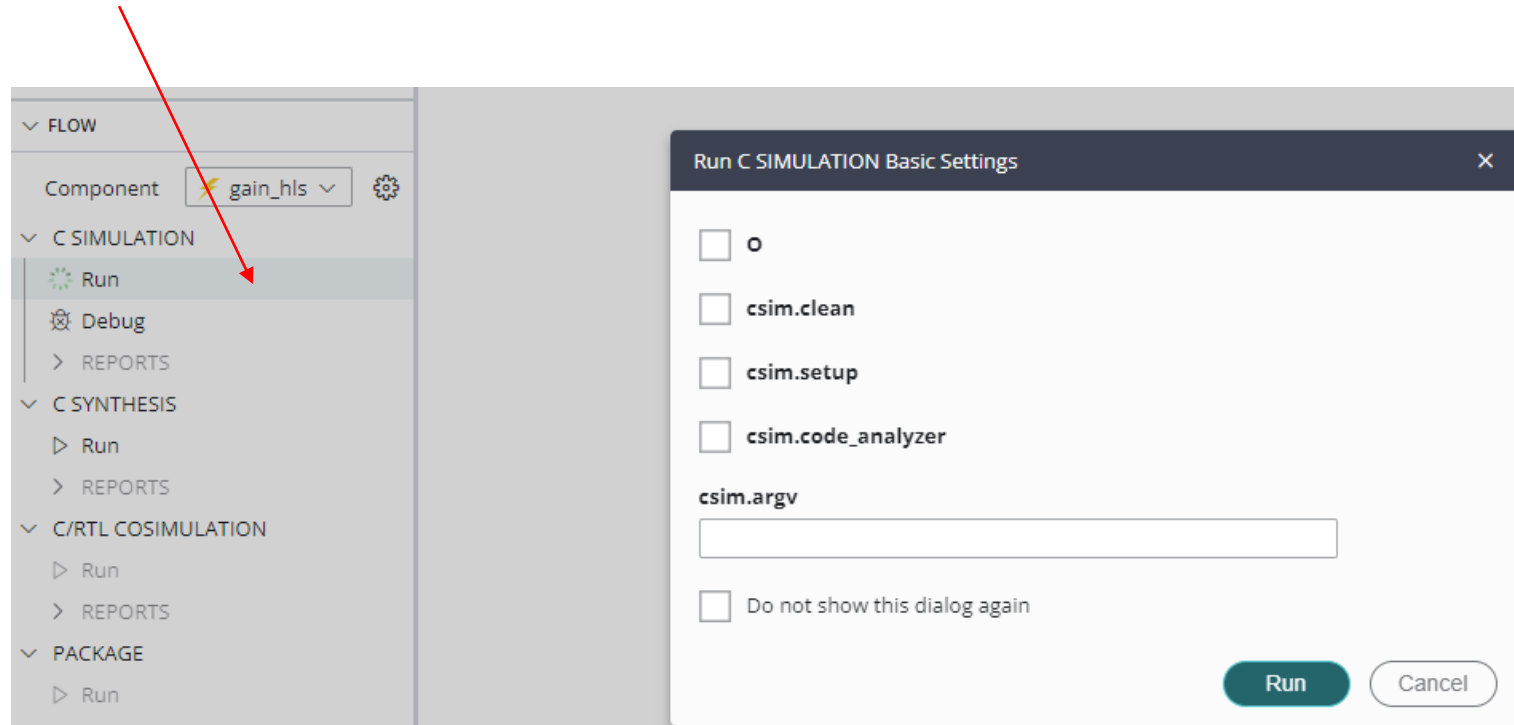 FLOW
Component gain_hls
C SIMULATION
Run
Debug
REPORTS
C SYNTHESIS
Run
REPORTS
C/RTL COSIMULATION
Run
REPORTS
PACKAGE
Run
Run C SIMULATION Basic Settings
O
csim.clean
csim.setup
csim.code_analyzer
csim.argv
Do not show this dialog again
Run Cancel